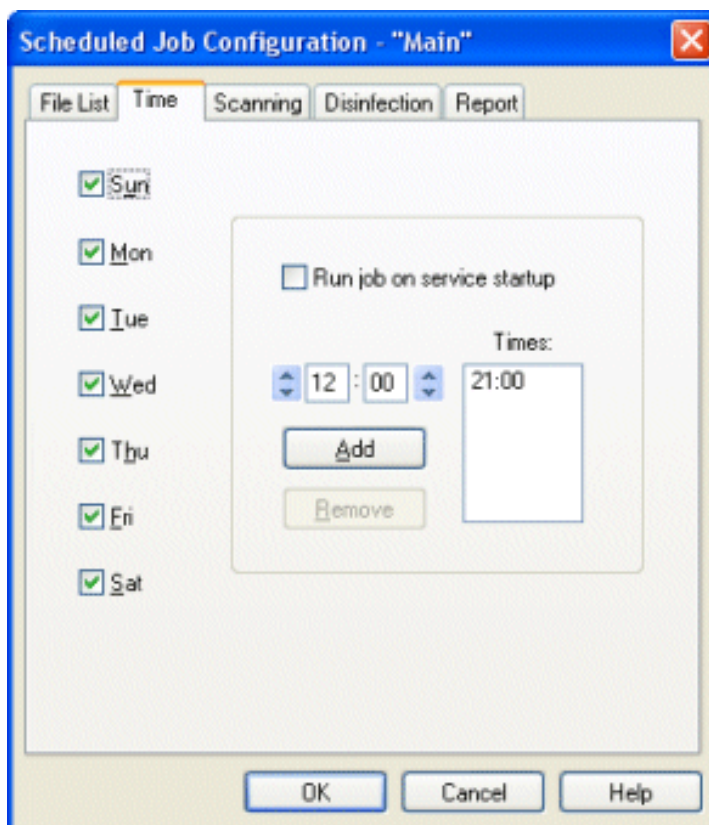 Scheduled Job Configuration - "Main"
File List Time Scanning Disinfection Report
Sun
Mon
Run job on service startup
Tue
Times:
Wed
12 : 00
21:00
Add
Thu
Remove
Fri
Sat
OK Cancel Help